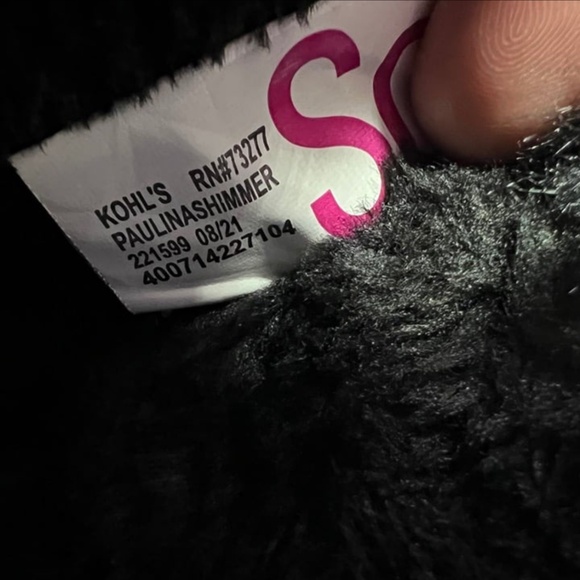 SO
KOHL'S RN#73277
PAULINASHIMMER
221599 08/21
400714227104